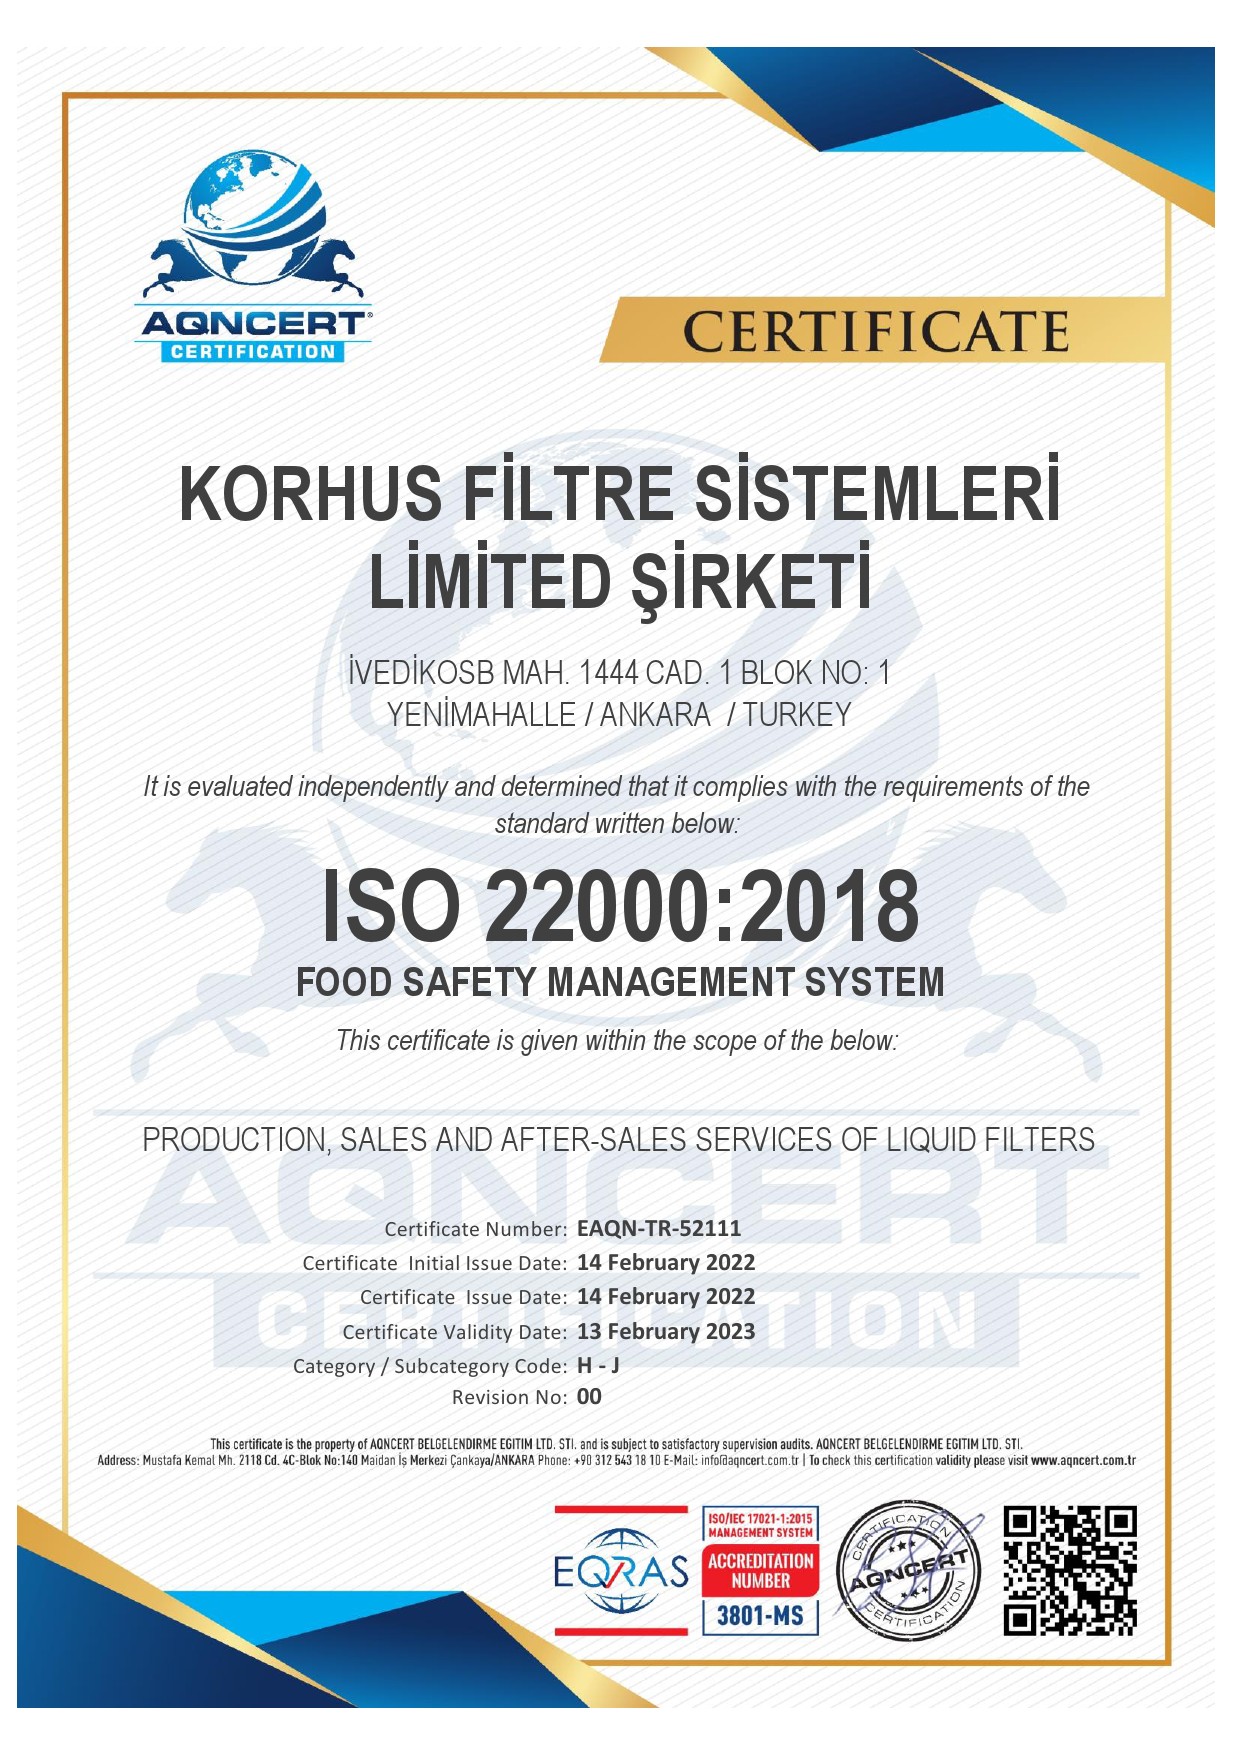 AQNCERT®
CERTIFICATION
CERTIFICATE
KORHUS FİLTRE SİSTEMLERİ
LİMİTED ŞİRKETİ
İVEDİKOSB MAH. 1444 CAD. 1 BLOK NO: 1
YENİMAHALLE / ANKARA / TURKEY
It is evaluated independently and determined that it complies with the requirements of the
standard written below:
ISO 22000:2018
FOOD SAFETY MANAGEMENT SYSTEM
This certificate is given within the scope of the below:
PRODUCTION, SALES AND AFTER-SALES SERVICES OF LIQUID FILTERS
AQNCERT
CERTIFICATION
Certificate Number: EAQN-TR-52111
Certificate Initial Issue Date: 14 February 2022
Certificate Issue Date: 14 February 2022
Certificate Validity Date: 13 February 2023
Category / Subcategory Code: H - J
Revision No: 00
This certificate is the property of AQNCERT BELGELENDIRME EGITIM LTD. STI. and is subject to satisfactory supervision audits. AQNCERT BELGELENDIRME EGITIM LTD. STI.
Address: Mustafa Kemal Mh. 2118 Cd. 4C-Blok No:140 Maidan İş Merkezi Çankaya/ANKARA Phone: +90 312 543 18 10 E-Mail: info@aqncert.com.tr | To check this certification validity please visit www.aqncert.com.tr
EQRAS
ISO/IEC 17021-1:2015
MANAGEMENT SYSTEM
ACCREDITATION
NUMBER
3801-MS
CERTIFICATION
AQNCERT
CERTIFICATION